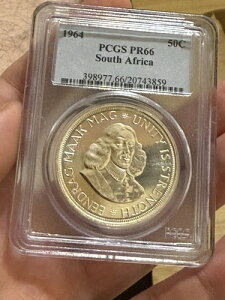 1964 50C
PCGS PR66
South Africa
398977.66/20743859
EENDRAG MAAK MAG * UNITY IS STRENGTH *